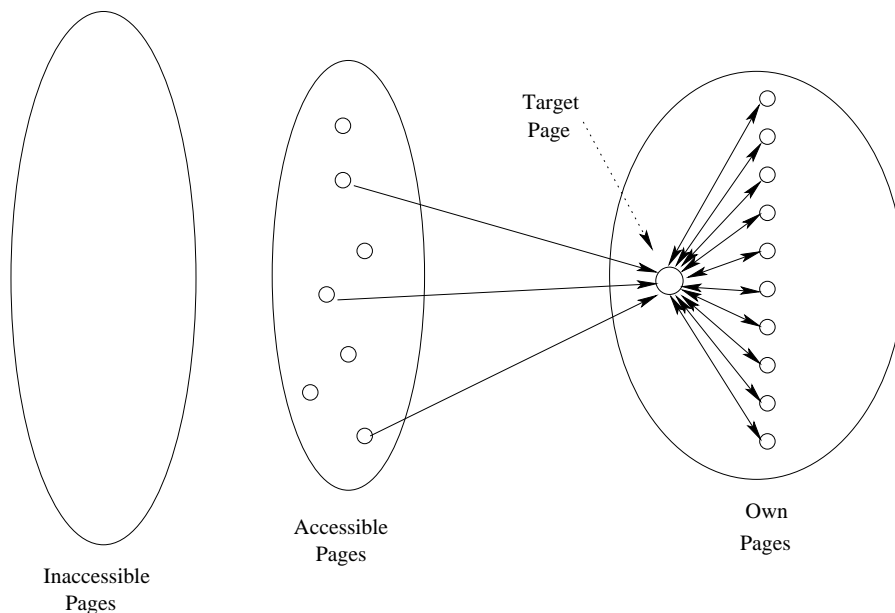 Target
Page
Own
Pages
Accessible
Pages
Inaccessible
Pages